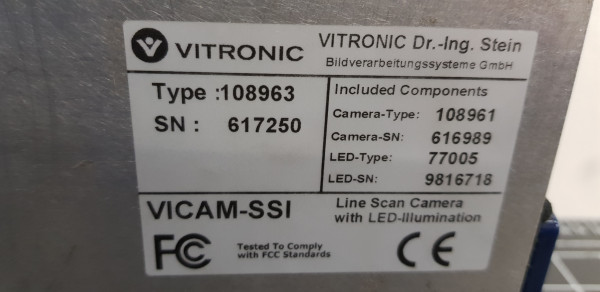 VITRONIC
VITRONIC Dr.-Ing. Stein
Bildverarbeitungssysteme GmbH
Type :108963
SN : 617250
Included Components
Camera-Type: 108961
Camera-SN: 616989
LED-Type: 77005
LED-SN: 9816718
VICAM-SSI
Line Scan Camera
with LED-Illumination
FC
Tested To Comply
with FCC Standards
CE